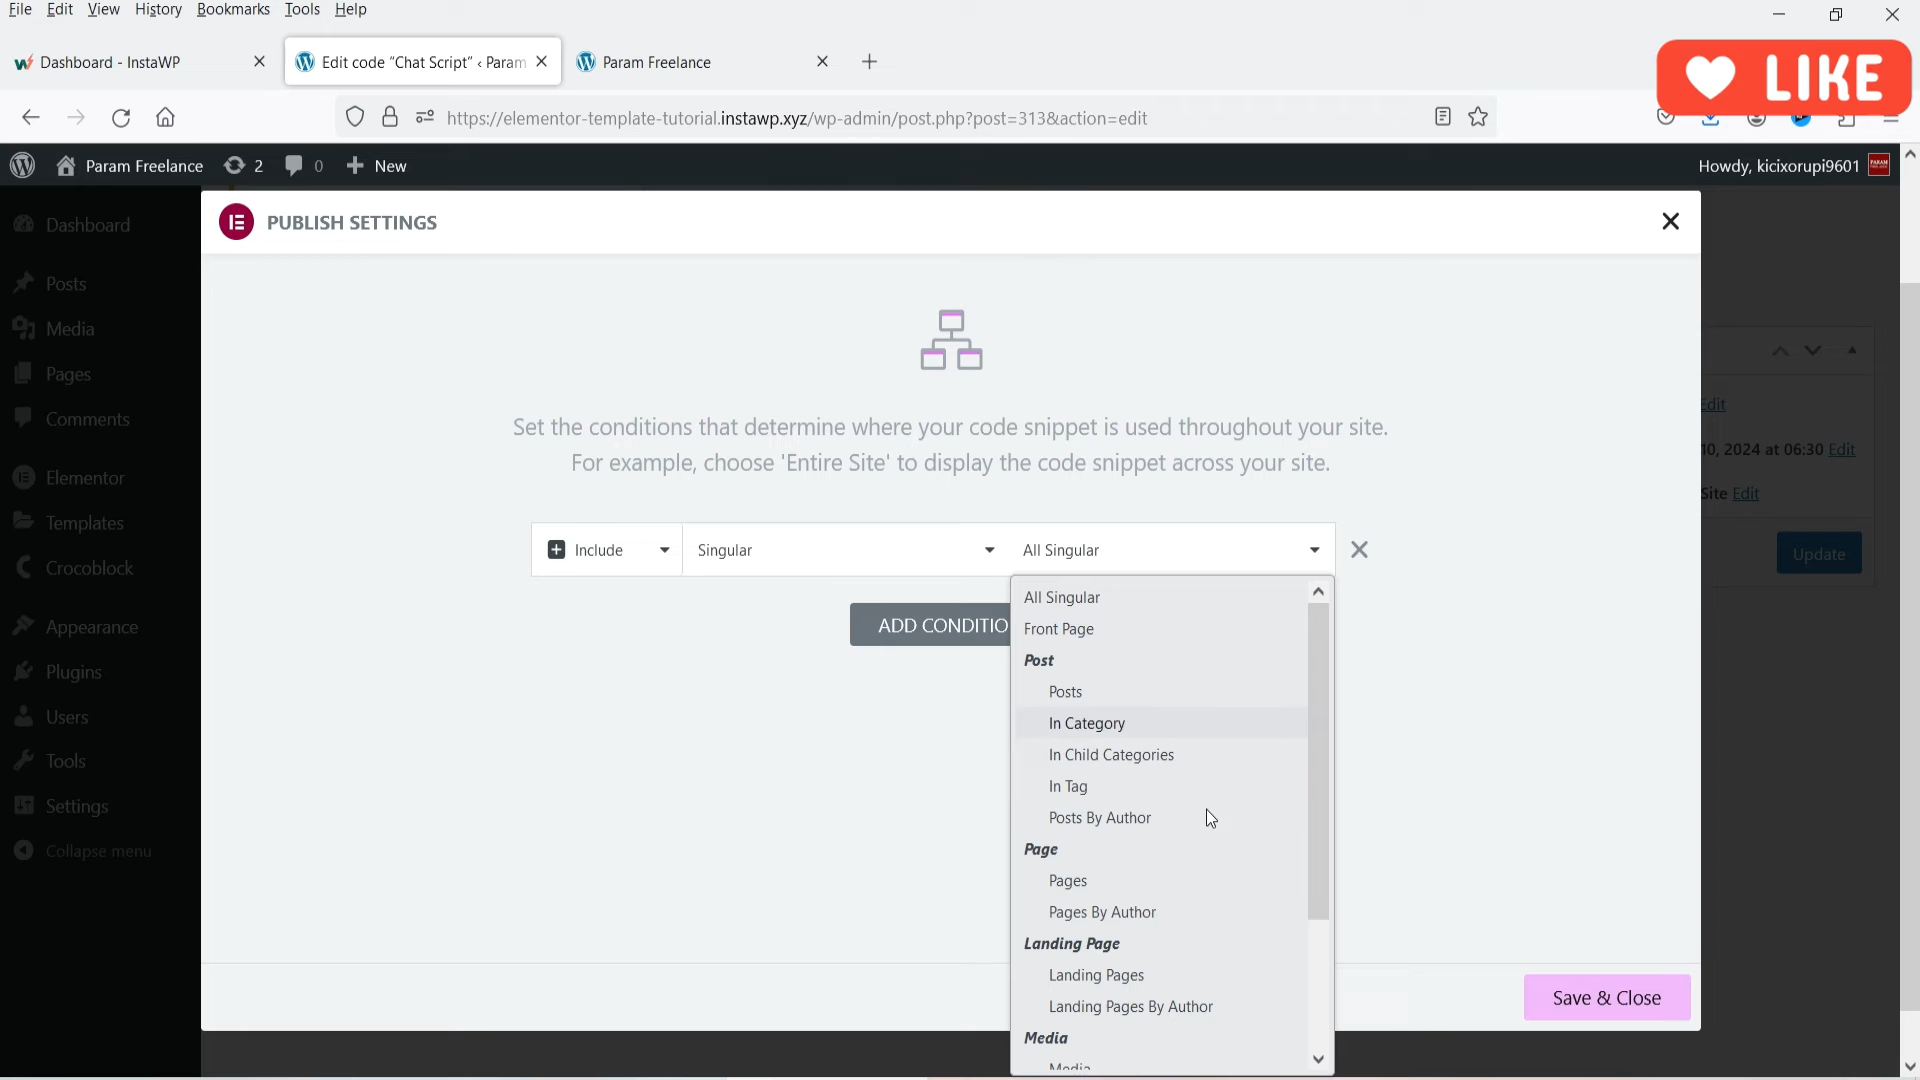 File Edit View History Bookmarks Tools Help
Dashboard - InstaWP
Edit code “Chat Script” ‹ Param
Param Freelance
LIKE
https://elementor-template-tutorial.instawp.xyz/wp-admin/post.php?post=313&action=edit
Param Freelance 2 0 New
Howdy, kicixorupi9601
Dashboard
Posts
Media
Pages
Comments
Elementor
Templates
Crocoblock
Appearance
Plugins
Users
Tools
Settings
Collapse menu
PUBLISH SETTINGS
Set the conditions that determine where your code snippet is used throughout your site.
For example, choose 'Entire Site' to display the code snippet across your site.
Include Singular All Singular
ADD CONDITIO
All Singular
Front Page
Post
Posts
In Category
In Child Categories
In Tag
Posts By Author
Page
Pages
Pages By Author
Landing Page
Landing Pages
Landing Pages By Author
Media
Media
Edit
10, 2024 at 06:30 Edit
Site Edit
Update
Save & Close